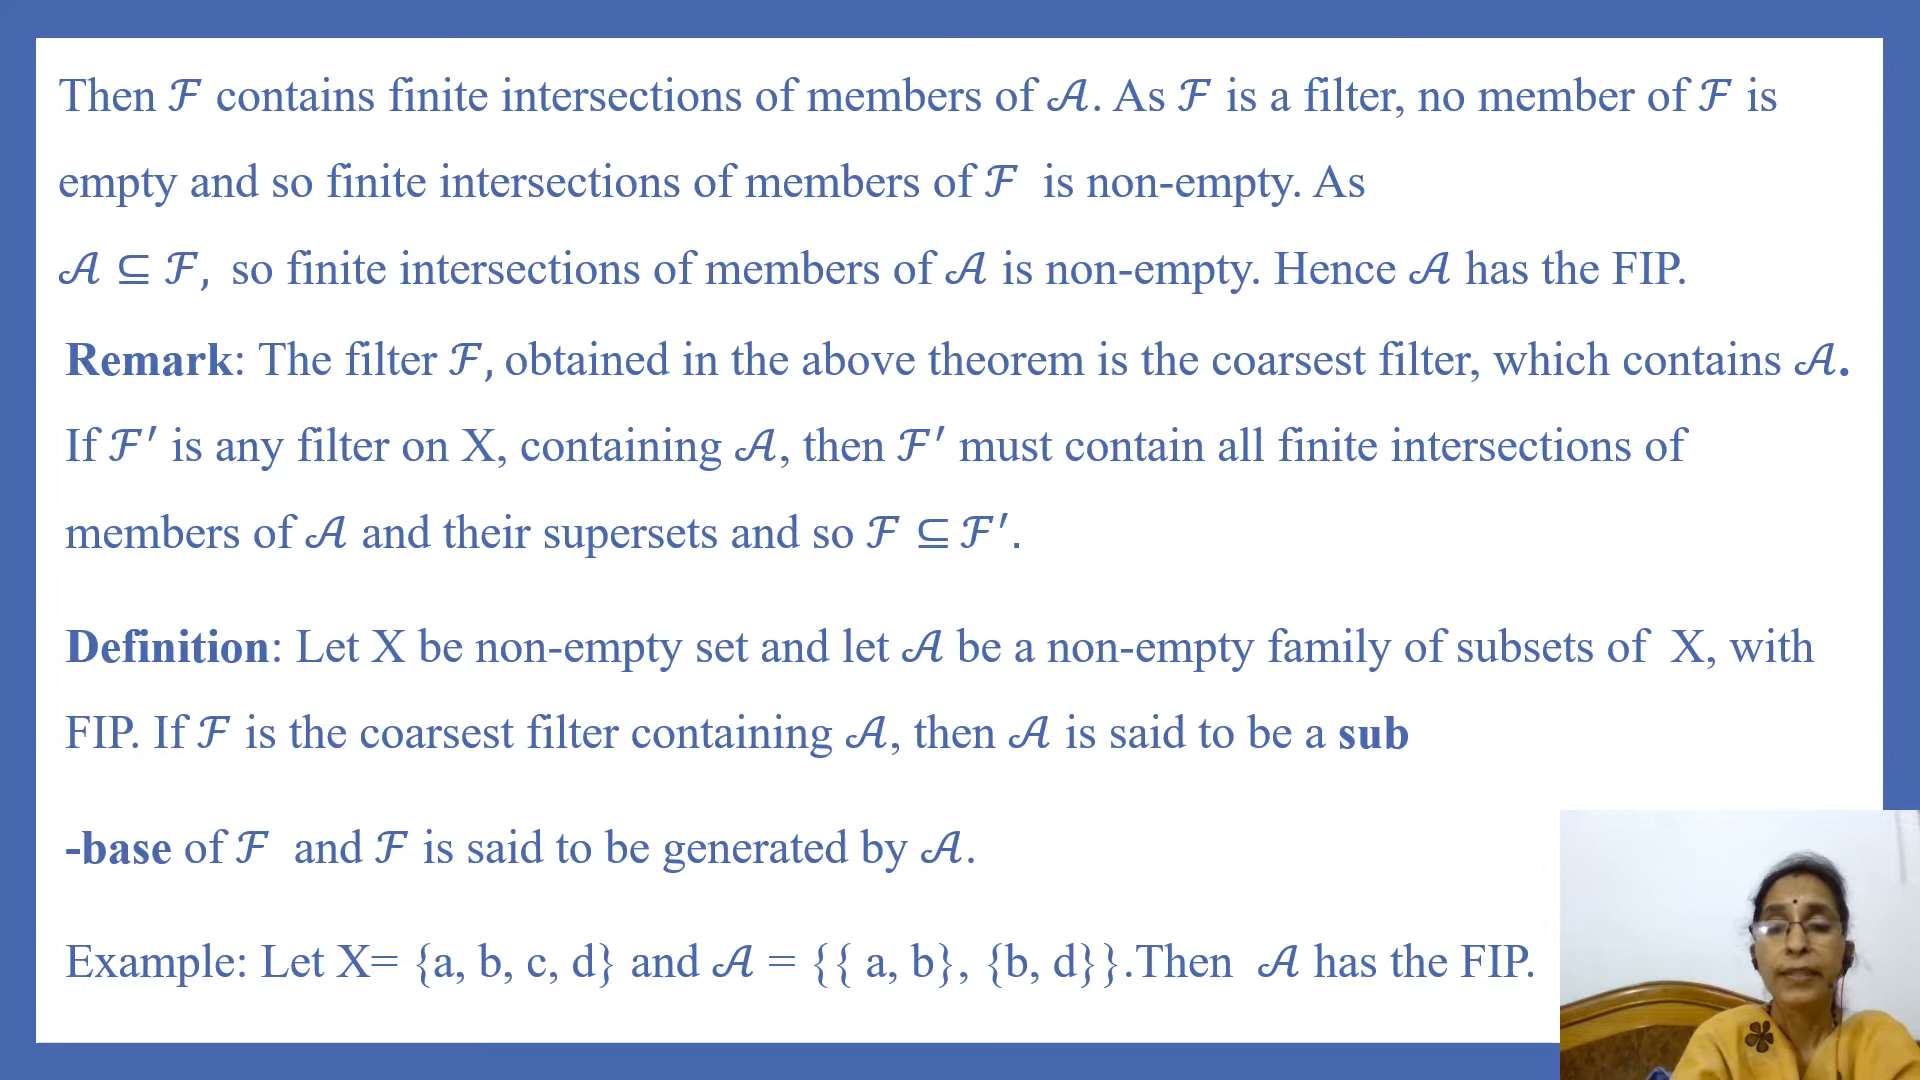 Then ℱ contains finite intersections of members of 𝒜. As ℱ is a filter, no member of ℱ is
empty and so finite intersections of members of ℱ is non-empty. As
𝒜 ⊆ ℱ, so finite intersections of members of 𝒜 is non-empty. Hence 𝒜 has the FIP.
Remark: The filter ℱ, obtained in the above theorem is the coarsest filter, which contains 𝒜.
If ℱ′ is any filter on X, containing 𝒜, then ℱ′ must contain all finite intersections of
members of 𝒜 and their supersets and so ℱ ⊆ ℱ′.
Definition: Let X be non-empty set and let 𝒜 be a non-empty family of subsets of X, with
FIP. If ℱ is the coarsest filter containing 𝒜, then 𝒜 is said to be a sub
-base of ℱ and ℱ is said to be generated by 𝒜.
Example: Let X= {a, b, c, d} and 𝒜 = {{ a, b}, {b, d}}.Then 𝒜 has the FIP.